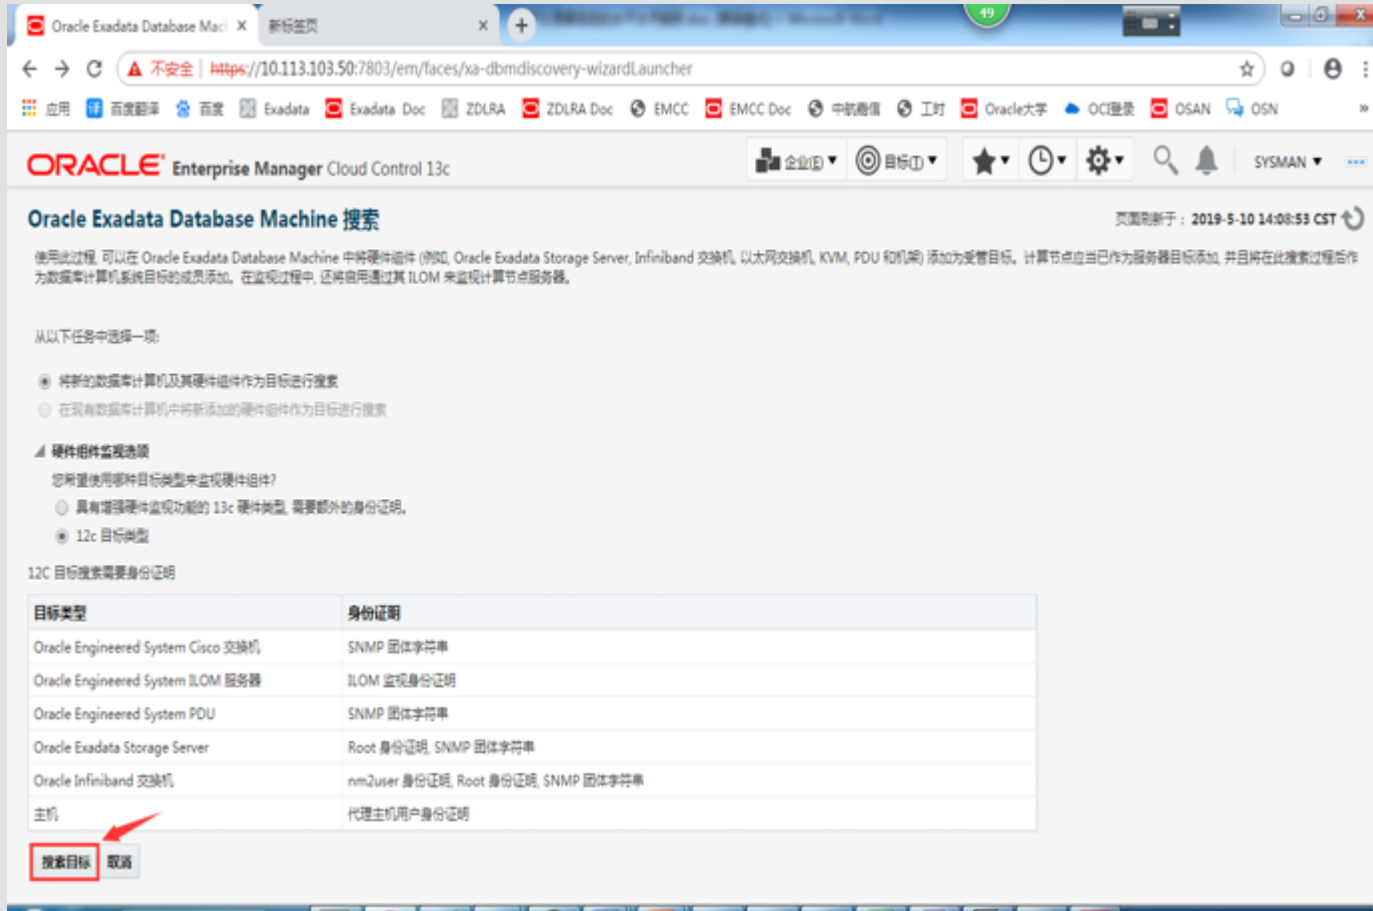 Oracle Exadata Database Mac
新标签页
49
不安全 | https://10.113.103.50:7803/em/faces/xa-dbmdiscovery-wizardLauncher
应用 百度翻译 百度 Exadata Exadata Doc ZDLRA ZDLRA Doc EMCC EMCC Doc 中航信 工时 Oracle大学 OCI登录 OSAN OSN »
ORACLE Enterprise Manager Cloud Control 13c
企业(E) 目标(T) SYSMAN
Oracle Exadata Database Machine 搜索
页面刷新于： 2019-5-10 14:08:53 CST
使用此过程, 可以在 Oracle Exadata Database Machine 中将硬件组件 (例如, Oracle Exadata Storage Server, Infiniband 交换机, 以太网交换机, KVM, PDU 和机架) 添加为受管目标。计算节点应当已作为服务器目标添加, 并且将在此搜索过程后作
为数据库计算机系统目标的成员添加。在监视过程中, 还将启用通过其 ILOM 来监视计算节点服务器。
从以下任务中选择一项:
将新的数据库计算机及其硬件组件作为目标进行搜索
在现有数据库计算机中将新添加的硬件组件作为目标进行搜索
硬件组件监视选项
您希望使用哪种目标类型来监视硬件组件?
具有增强硬件监视功能的 13c 硬件类型, 需要额外的身份证明。
12c 目标类型
12C 目标搜索需要身份证明
目标类型 身份证明
Oracle Engineered System Cisco 交换机 SNMP 团体字符串
Oracle Engineered System ILOM 服务器 ILOM 监视身份证明
Oracle Engineered System PDU SNMP 团体字符串
Oracle Exadata Storage Server Root 身份证明, SNMP 团体字符串
Oracle Infiniband 交换机 nm2user 身份证明, Root 身份证明, SNMP 团体字符串
主机 代理主机用户身份证明
搜索目标 取消